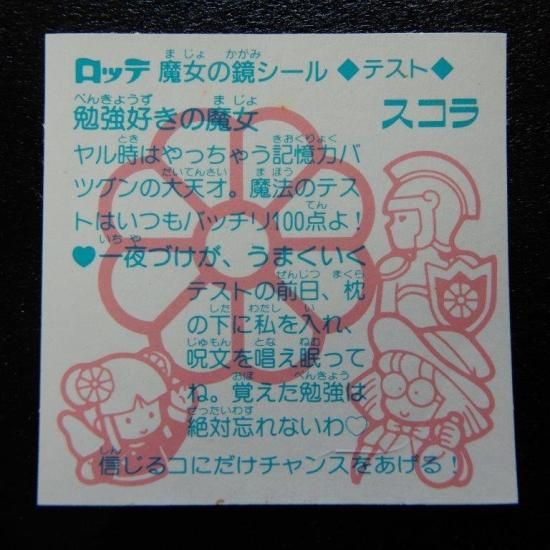 ロッテ 魔女の鏡シール ◆テスト◆
勉強好きの魔女 スコラ
ヤル時はやっちゃう記憶力バ
ツグンの大天才。魔法のテス
トはいつもバッチリ100点よ!
♥一夜づけが、うまくいく
テストの前日、枕
の下に私を入れ、
呪文を唱え眠って
ね。覚えた勉強は
絶対忘れないわ♡
信じるコにだけチャンスをあげる!